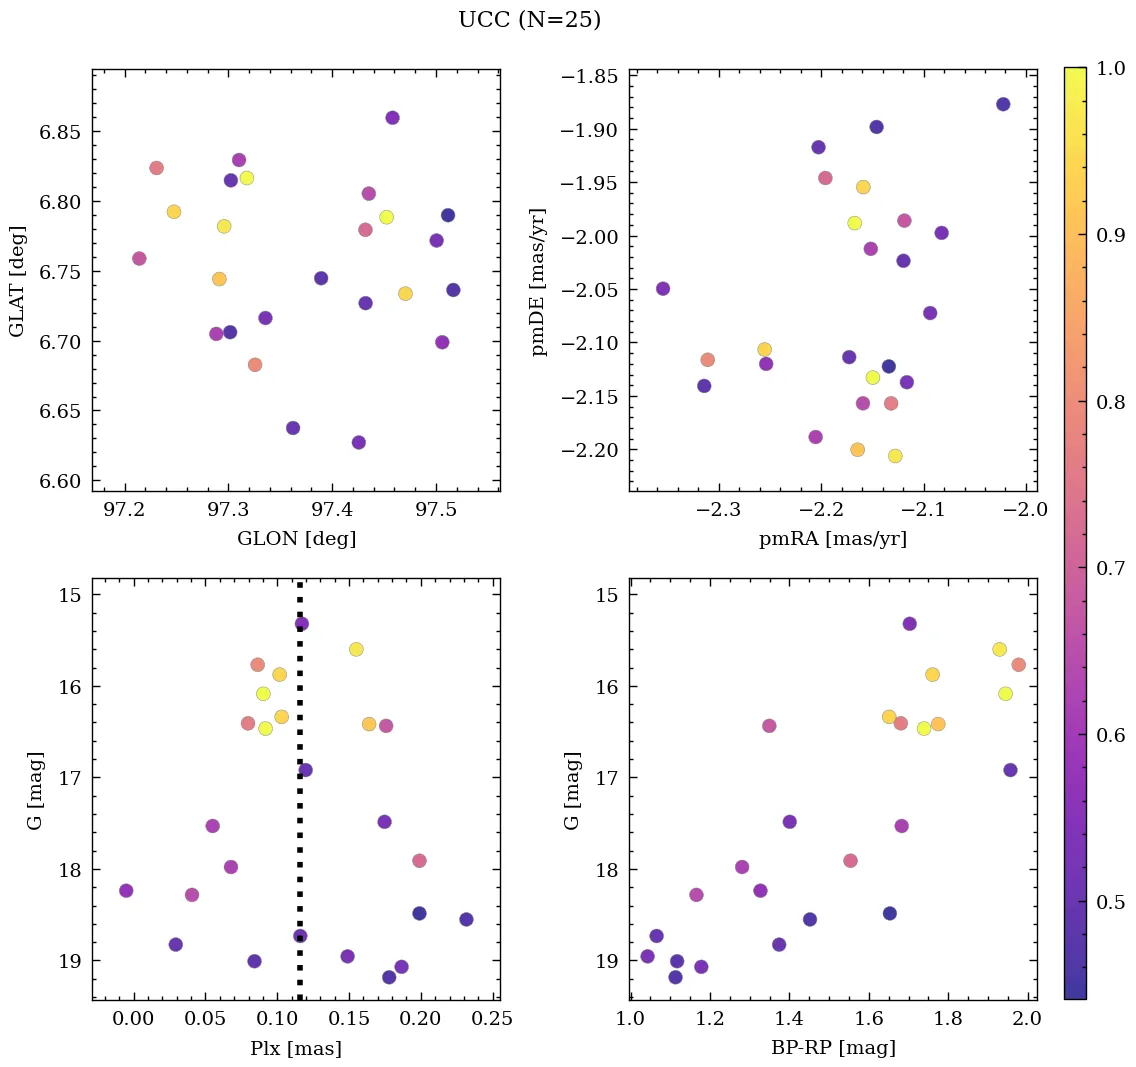 UCC (N=25)
6.85
6.80
6.75
6.70
6.65
6.60
GLAT [deg]
97.2 97.3 97.4 97.5
GLON [deg]
−1.85
−1.90
−1.95
−2.00
−2.05
−2.10
−2.15
−2.20
pmDE [mas/yr]
−2.3 −2.2 −2.1 −2.0
pmRA [mas/yr]
15
16
17
18
19
G [mag]
0.00 0.05 0.10 0.15 0.20 0.25
Plx [mas]
15
16
17
18
19
G [mag]
1.0 1.2 1.4 1.6 1.8 2.0
BP-RP [mag]
1.0
0.9
0.8
0.7
0.6
0.5